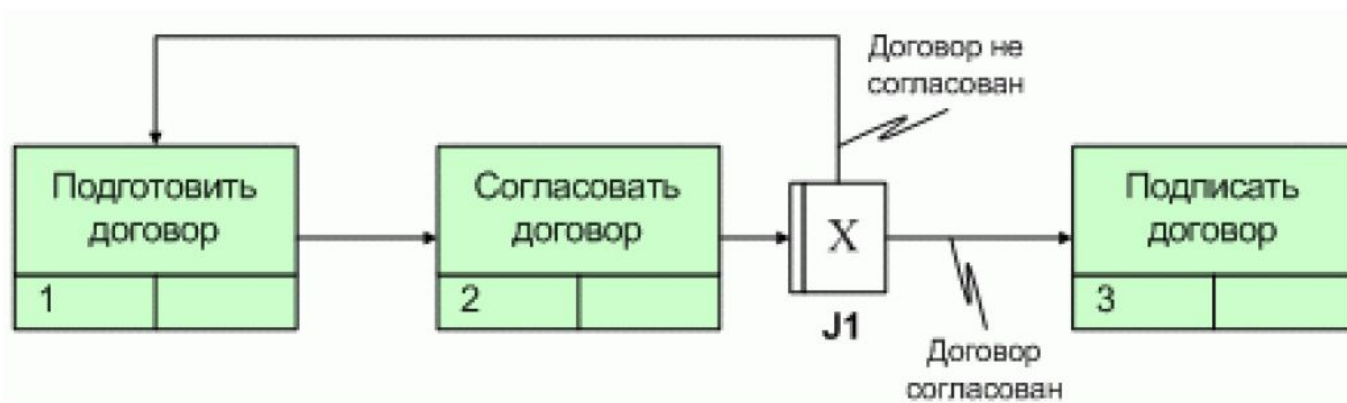 Договор не
согласован
Подготовить
договор
1
Согласовать
договор
2
X
J1
Договор
согласован
Подписать
договор
3